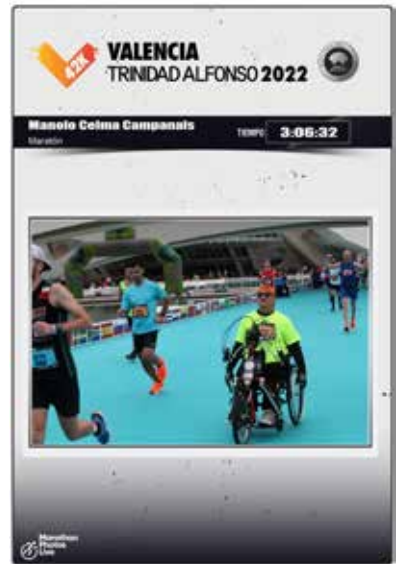 42K
VALENCIA
TRINIDAD ALFONSO 2022
Manolo Celma Campanals
TIEMPO 3:06:32
Maratón
Marathon
Photos
Live